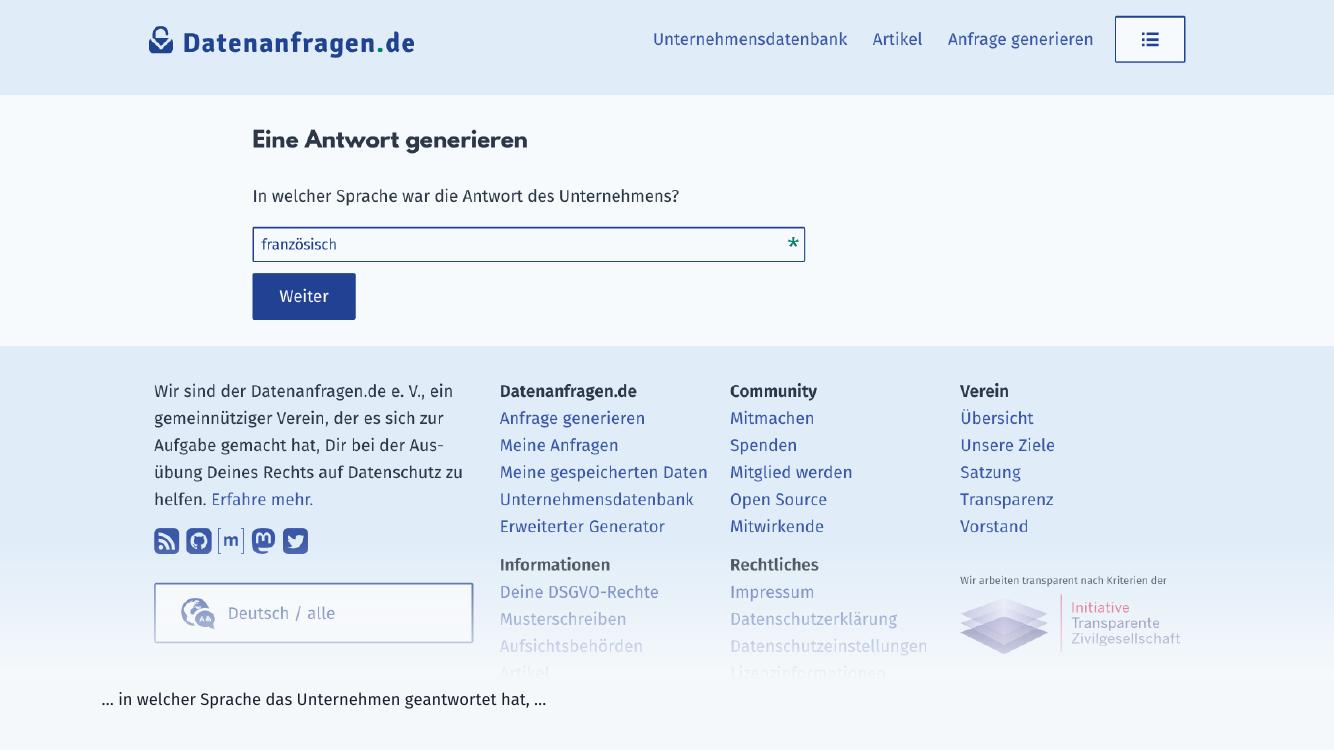 Datenanfragen.de
Unternehmensdatenbank Artikel Anfrage generieren
Eine Antwort generieren
In welcher Sprache war die Antwort des Unternehmens?
französisch *
Weiter
Wir sind der Datenanfragen.de e. V., ein
gemeinnütziger Verein, der es sich zur
Aufgabe gemacht hat, Dir bei der Aus-
übung Deines Rechts auf Datenschutz zu
helfen. Erfahre mehr.
[m]
Deutsch / alle
Datenanfragen.de
Anfrage generieren
Meine Anfragen
Meine gespeicherten Daten
Unternehmensdatenbank
Erweiterter Generator
Informationen
Deine DSGVO-Rechte
Musterschreiben
Aufsichtsbehörden
Artikel
Community
Mitmachen
Spenden
Mitglied werden
Open Source
Mitwirkende
Rechtliches
Impressum
Datenschutzerklärung
Datenschutzeinstellungen
Lizenzinformationen
Verein
Übersicht
Unsere Ziele
Satzung
Transparenz
Vorstand
Wir arbeiten transparent nach Kriterien der
Initiative
Transparente
Zivilgesellschaft
... in welcher Sprache das Unternehmen geantwortet hat, ...